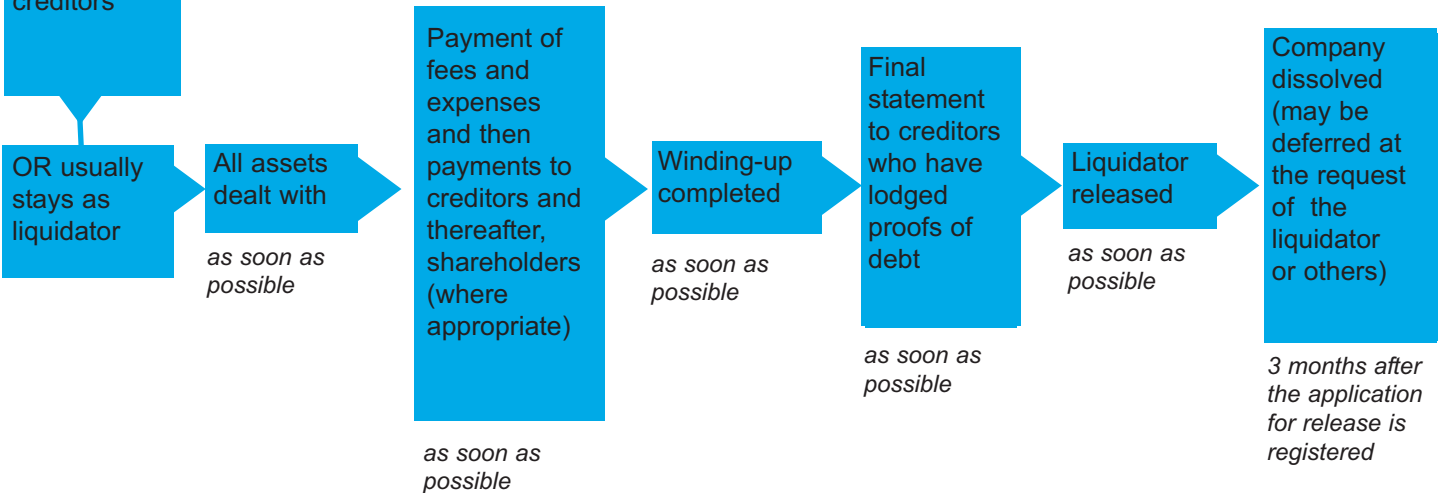 creditors
OR usually
stays as
liquidator
All assets
dealt with
as soon as
possible
Payment of
fees and
expenses
and then
payments to
creditors and
thereafter,
shareholders
(where
appropriate)
as soon as
possible
Winding-up
completed
as soon as
possible
Final
statement
to creditors
who have
lodged
proofs of
debt
as soon as
possible
Liquidator
released
as soon as
possible
Company
dissolved
(may be
deferred at
the request
of the
liquidator
or others)
3 months after
the application
for release is
registered